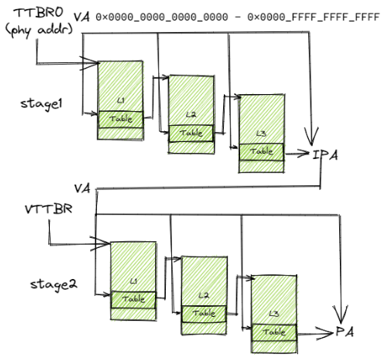 TTBRO VA 0x0000_0000_0000_0000 - 0x0000_FFFF_FFFF_FFFF
(phy addr)
stage1
L1
Table
L2
Table
L3
Table
IPA
VA
VTTBR
stage2
L1
Table
L2
Table
L3
Table
PA